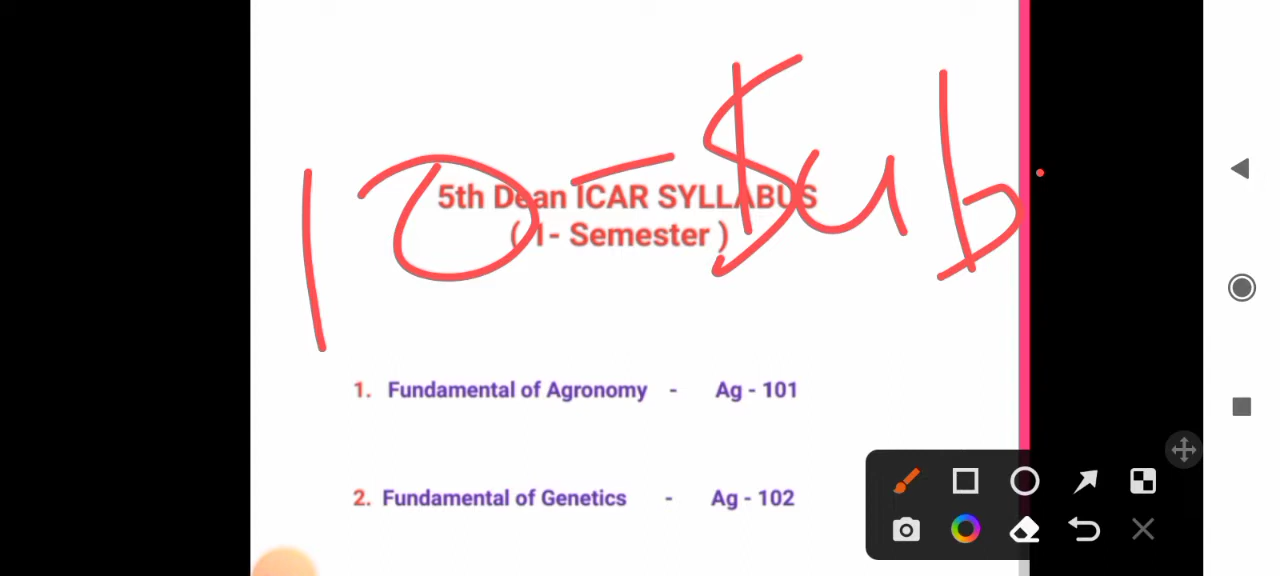 10 - Sub
5th Dean ICAR SYLLABUS
( 1- Semester )
1. Fundamental of Agronomy - Ag - 101
2. Fundamental of Genetics - Ag - 102